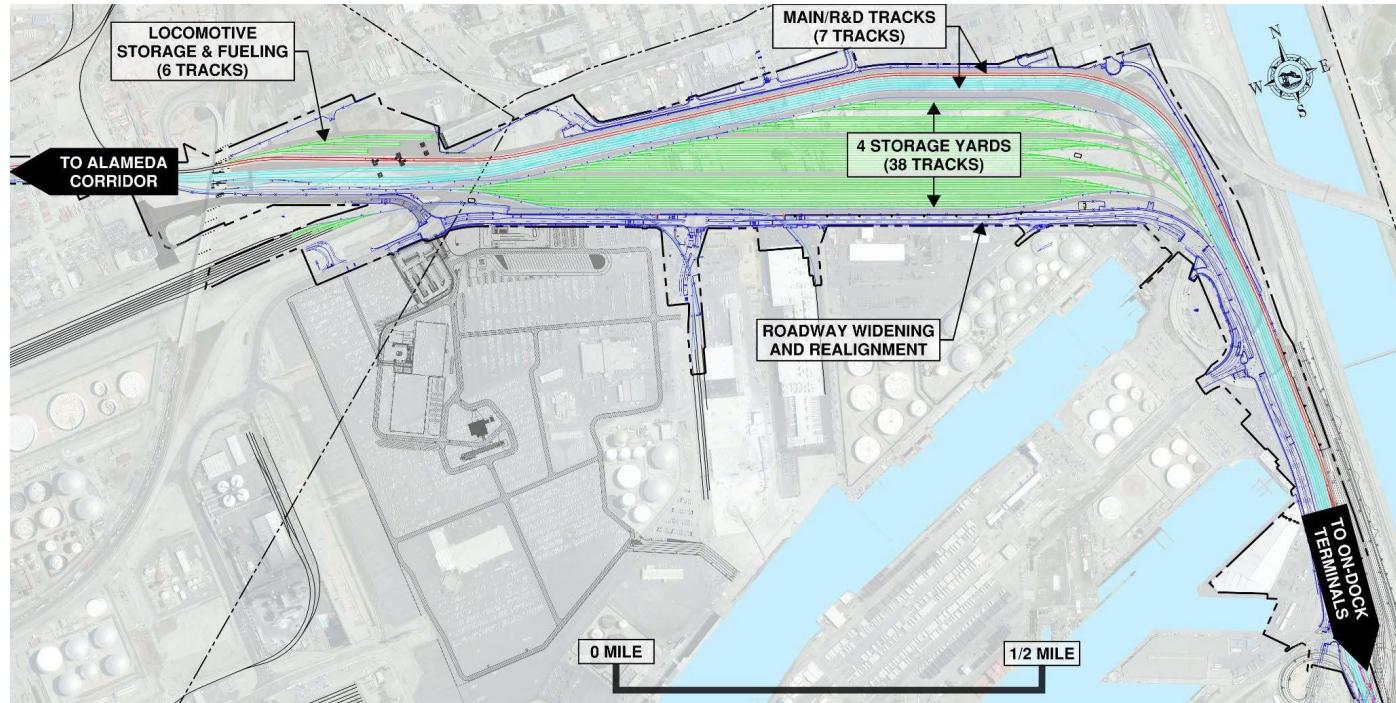 LOCOMOTIVE
STORAGE & FUELING
(6 TRACKS)
MAIN/R&D TRACKS
(7 TRACKS)
N
W
E
S
TO ALAMEDA
CORRIDOR
4 STORAGE YARDS
(38 TRACKS)
ROADWAY WIDENING
AND REALIGNMENT
TO ON-DOCK
TERMINALS
0 MILE
1/2 MILE